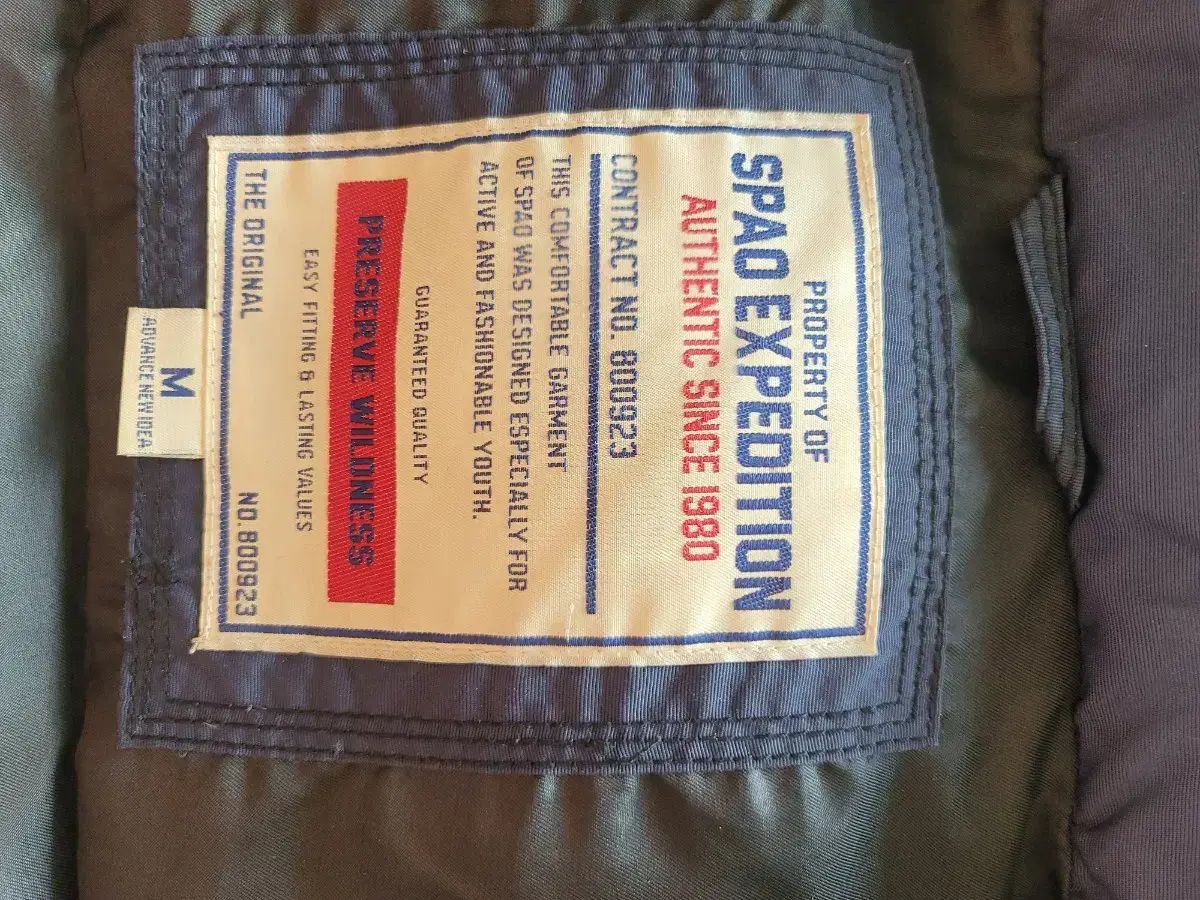 PROPERTY OF
SPAO EXPEDITION
AUTHENTIC SINCE 1980
CONTRACT NO. 800923
THIS COMFORTABLE GARMENT
OF SPAO WAS DESIGNED ESPECIALLY FOR
ACTIVE AND FASHIONABLE YOUTH.
GUARANTEED QUALITY
PRESERVE WILDNESS
EASY FITTING & LASTING VALUES
THE ORIGINAL NO. 800923
M
ADVANCE NEW IDEA